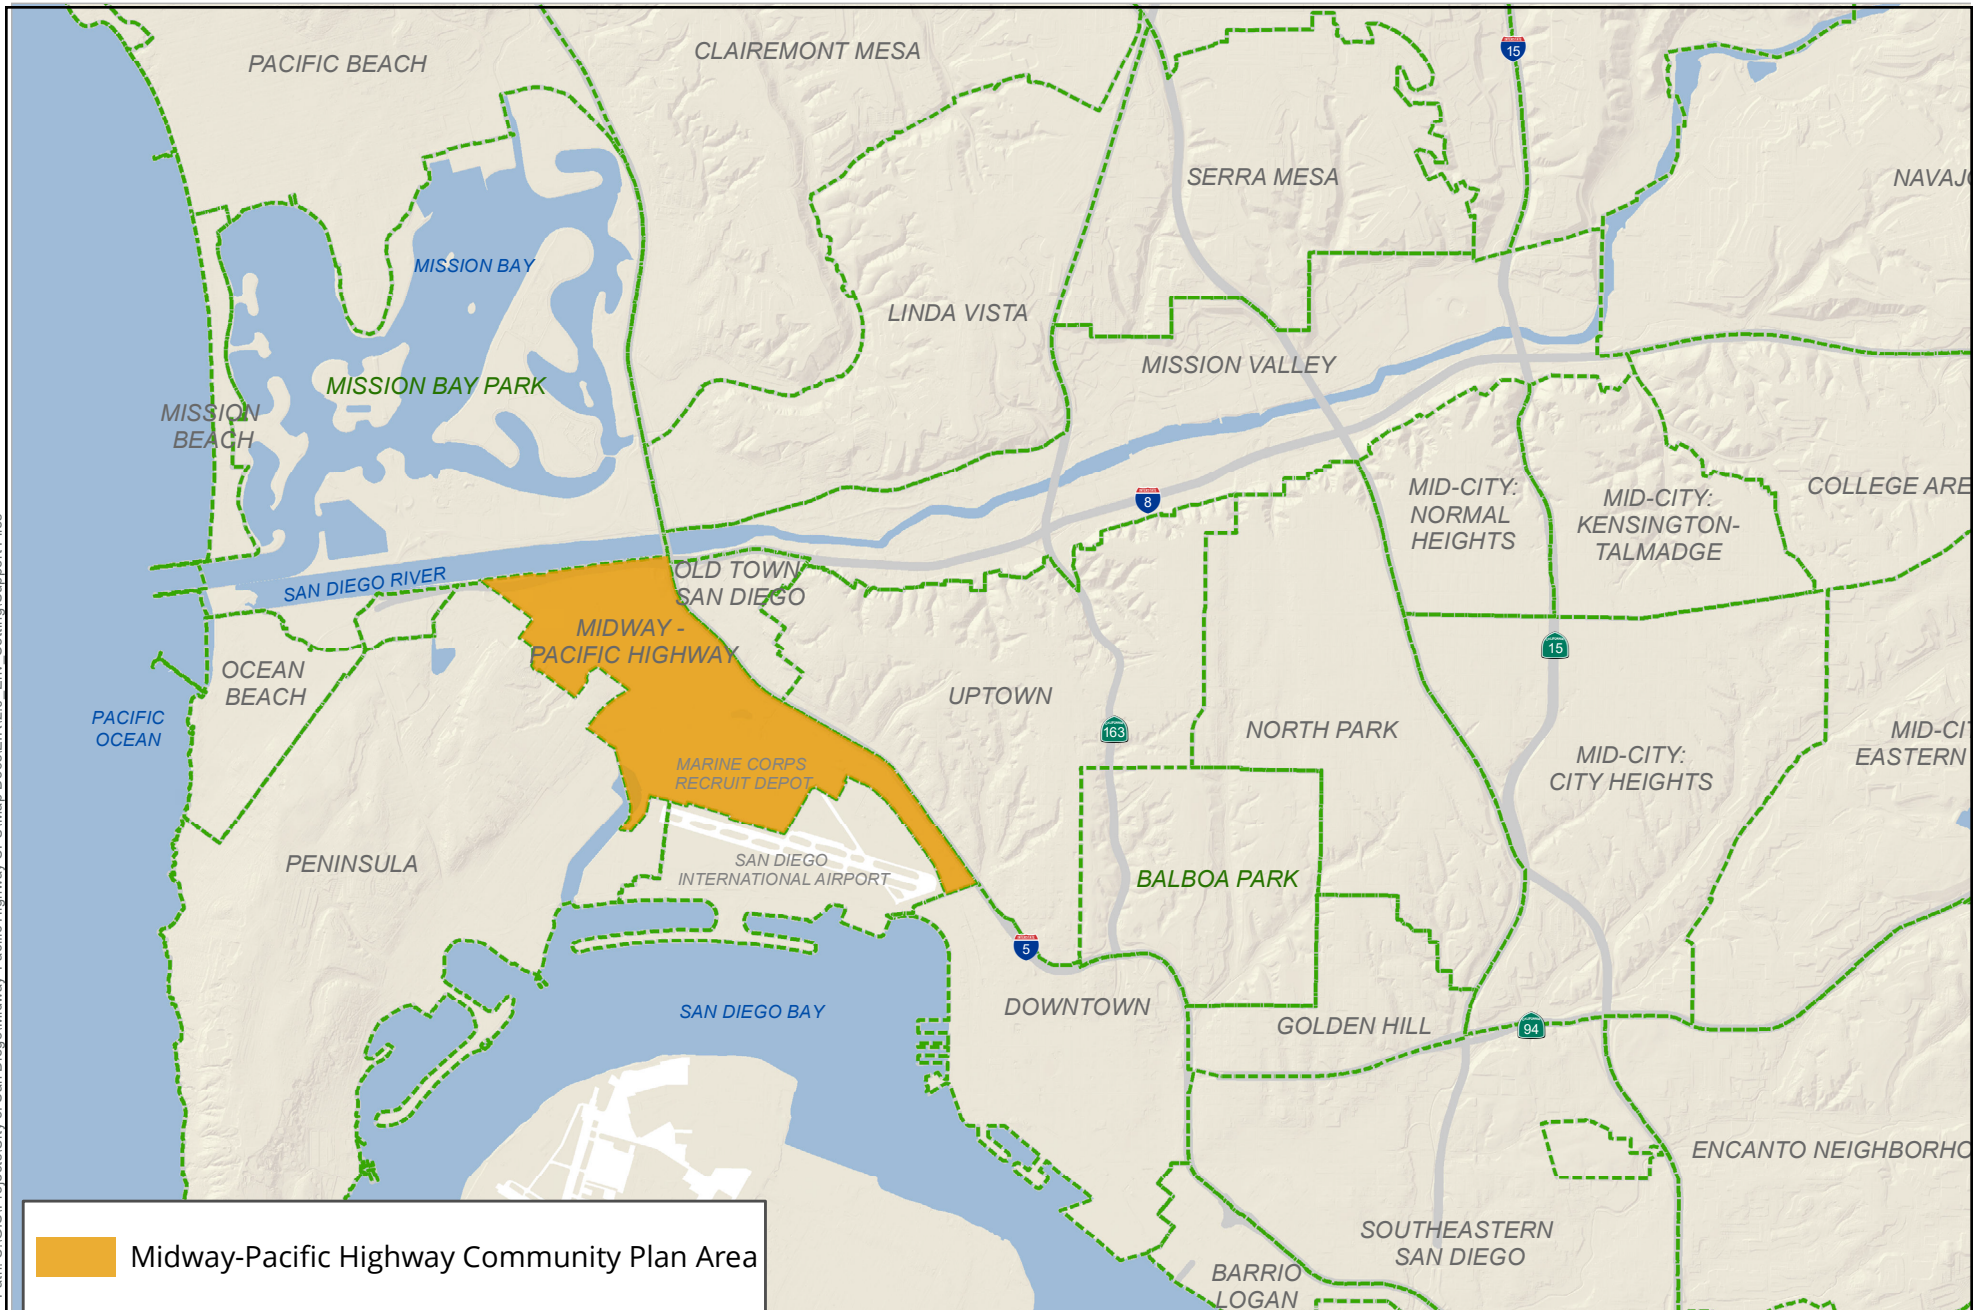 PACIFIC BEACH
CLAIREMONT MESA
15
SERRA MESA
NAVAJO
MISSION BAY
LINDA VISTA
MISSION VALLEY
MISSION BAY PARK
MISSION
BEACH
8
MID-CITY:
NORMAL
HEIGHTS
MID-CITY:
KENSINGTON-
TALMADGE
COLLEGE ARE
SAN DIEGO RIVER
OLD TOWN
SAN DIEGO
MIDWAY -
PACIFIC HIGHWAY
OCEAN
BEACH
PACIFIC
OCEAN
UPTOWN
163
NORTH PARK
15
MID-CITY:
CITY HEIGHTS
MID-CIT
EASTERN
MARINE CORPS
RECRUIT DEPOT
PENINSULA
SAN DIEGO
INTERNATIONAL AIRPORT
BALBOA PARK
5
SAN DIEGO BAY
DOWNTOWN
GOLDEN HILL
94
ENCANTO NEIGHBORHO
SOUTHEASTERN
SAN DIEGO
BARRIO
LOGAN
Midway-Pacific Highway Community Plan Area